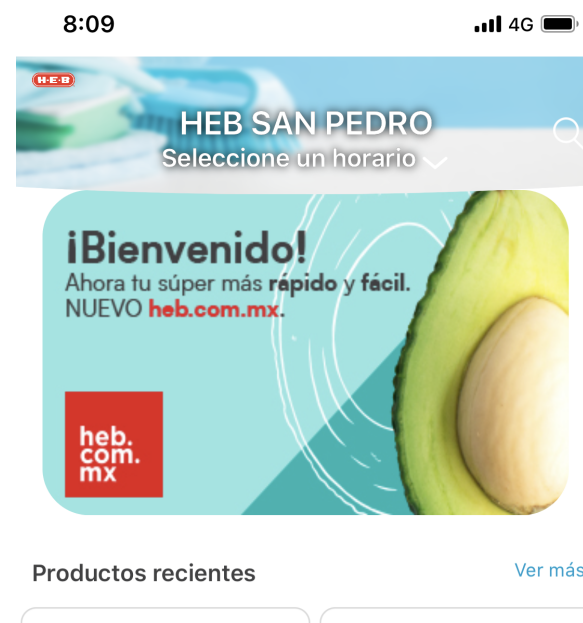 8:09
4G
H-E-B
HEB SAN PEDRO
Seleccione un horario
¡Bienvenido!
Ahora tu súper más rápido y fácil.
NUEVO heb.com.mx.
heb.
com.
mx
Productos recientes
Ver más